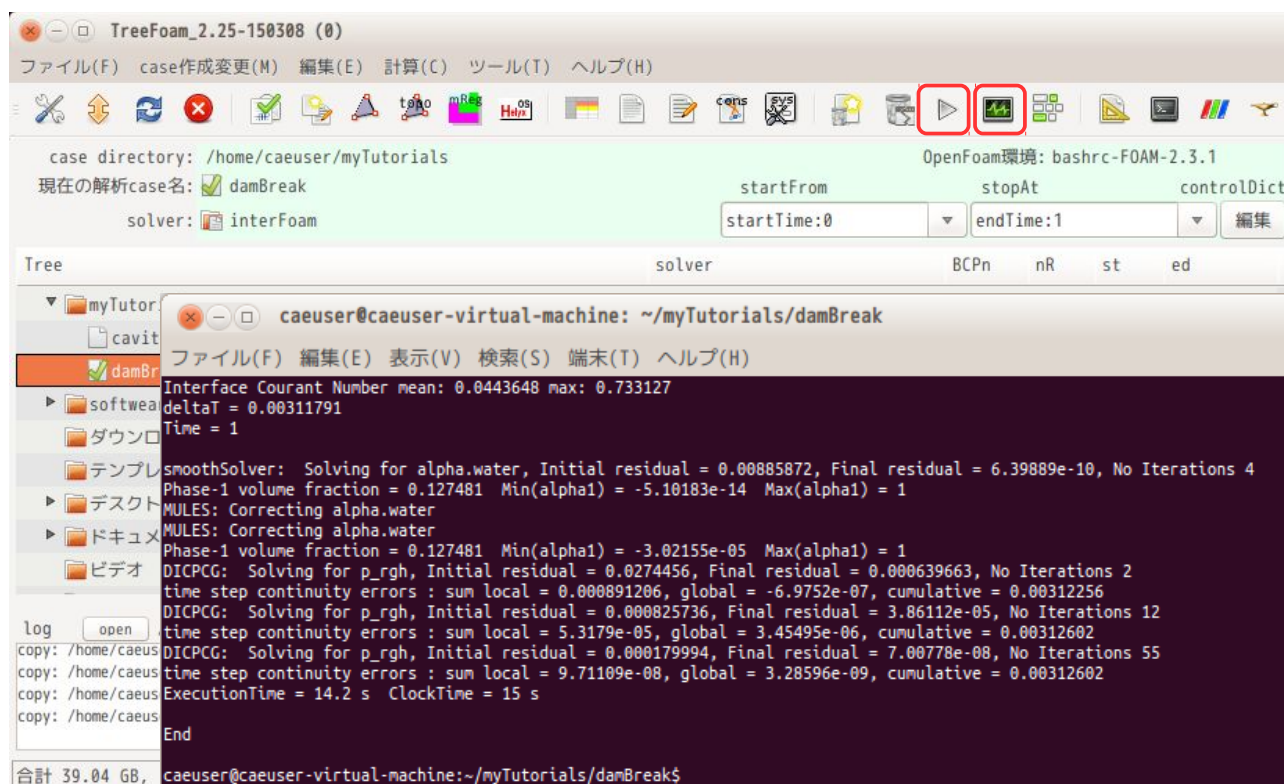 TreeFoam_2.25-150308 (0)
ファイル(F) case作成変更(M) 編集(E) 計算(C) ツール(T) ヘルプ(H)
topo mReg Helyx OS cons sys
case directory: /home/caeuser/myTutorials OpenFoam環境: bashrc-FOAM-2.3.1
現在の解析case名: damBreak startFrom stopAt controlDict
solver: interFoam startTime:0 endTime:1 編集
Tree solver BCPn nR st ed
myTutor
cavit
damBr
softwea
ダウンロ
テンプレ
デスクト
ドキュメ
ビデオ
log open
copy: /home/caeus
copy: /home/caeus
copy: /home/caeus
copy: /home/caeus
合計 39.04 GB,
caeuser@caeuser-virtual-machine: ~/myTutorials/damBreak
ファイル(F) 編集(E) 表示(V) 検索(S) 端末(T) ヘルプ(H)
Interface Courant Number mean: 0.0443648 max: 0.733127
deltaT = 0.00311791
Time = 1
smoothSolver: Solving for alpha.water, Initial residual = 0.00885872, Final residual = 6.39889e-10, No Iterations 4
Phase-1 volume fraction = 0.127481 Min(alpha1) = -5.10183e-14 Max(alpha1) = 1
MULES: Correcting alpha.water
MULES: Correcting alpha.water
Phase-1 volume fraction = 0.127481 Min(alpha1) = -3.02155e-05 Max(alpha1) = 1
DICPCG: Solving for p_rgh, Initial residual = 0.0274456, Final residual = 0.000639663, No Iterations 2
time step continuity errors : sum local = 0.000891206, global = -6.9752e-07, cumulative = 0.00312256
DICPCG: Solving for p_rgh, Initial residual = 0.000825736, Final residual = 3.86112e-05, No Iterations 12
time step continuity errors : sum local = 5.3179e-05, global = 3.45495e-06, cumulative = 0.00312602
DICPCG: Solving for p_rgh, Initial residual = 0.000179994, Final residual = 7.00778e-08, No Iterations 55
time step continuity errors : sum local = 9.71109e-08, global = 3.28596e-09, cumulative = 0.00312602
ExecutionTime = 14.2 s ClockTime = 15 s
End
caeuser@caeuser-virtual-machine:~/myTutorials/damBreak$